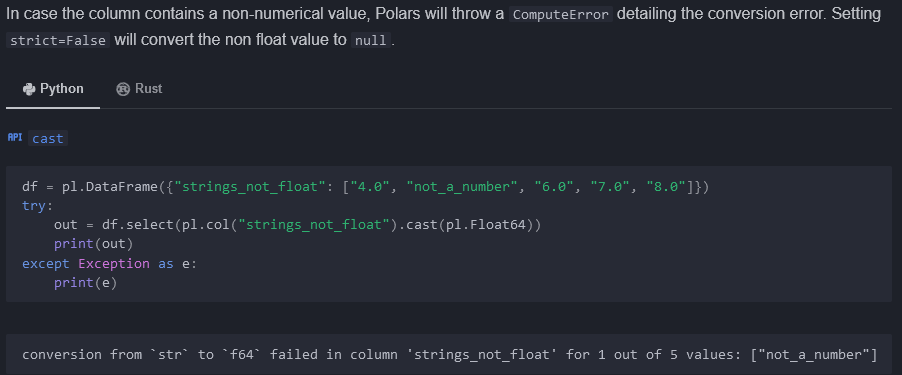 In case the column contains a non-numerical value, Polars will throw a ComputeError detailing the conversion error. Setting
strict=False will convert the non float value to null.
Python Rust
API cast
df = pl.DataFrame({"strings_not_float": ["4.0", "not_a_number", "6.0", "7.0", "8.0"]})
try:
    out = df.select(pl.col("strings_not_float").cast(pl.Float64))
    print(out)
except Exception as e:
    print(e)
conversion from `str` to `f64` failed in column 'strings_not_float' for 1 out of 5 values: ["not_a_number"]